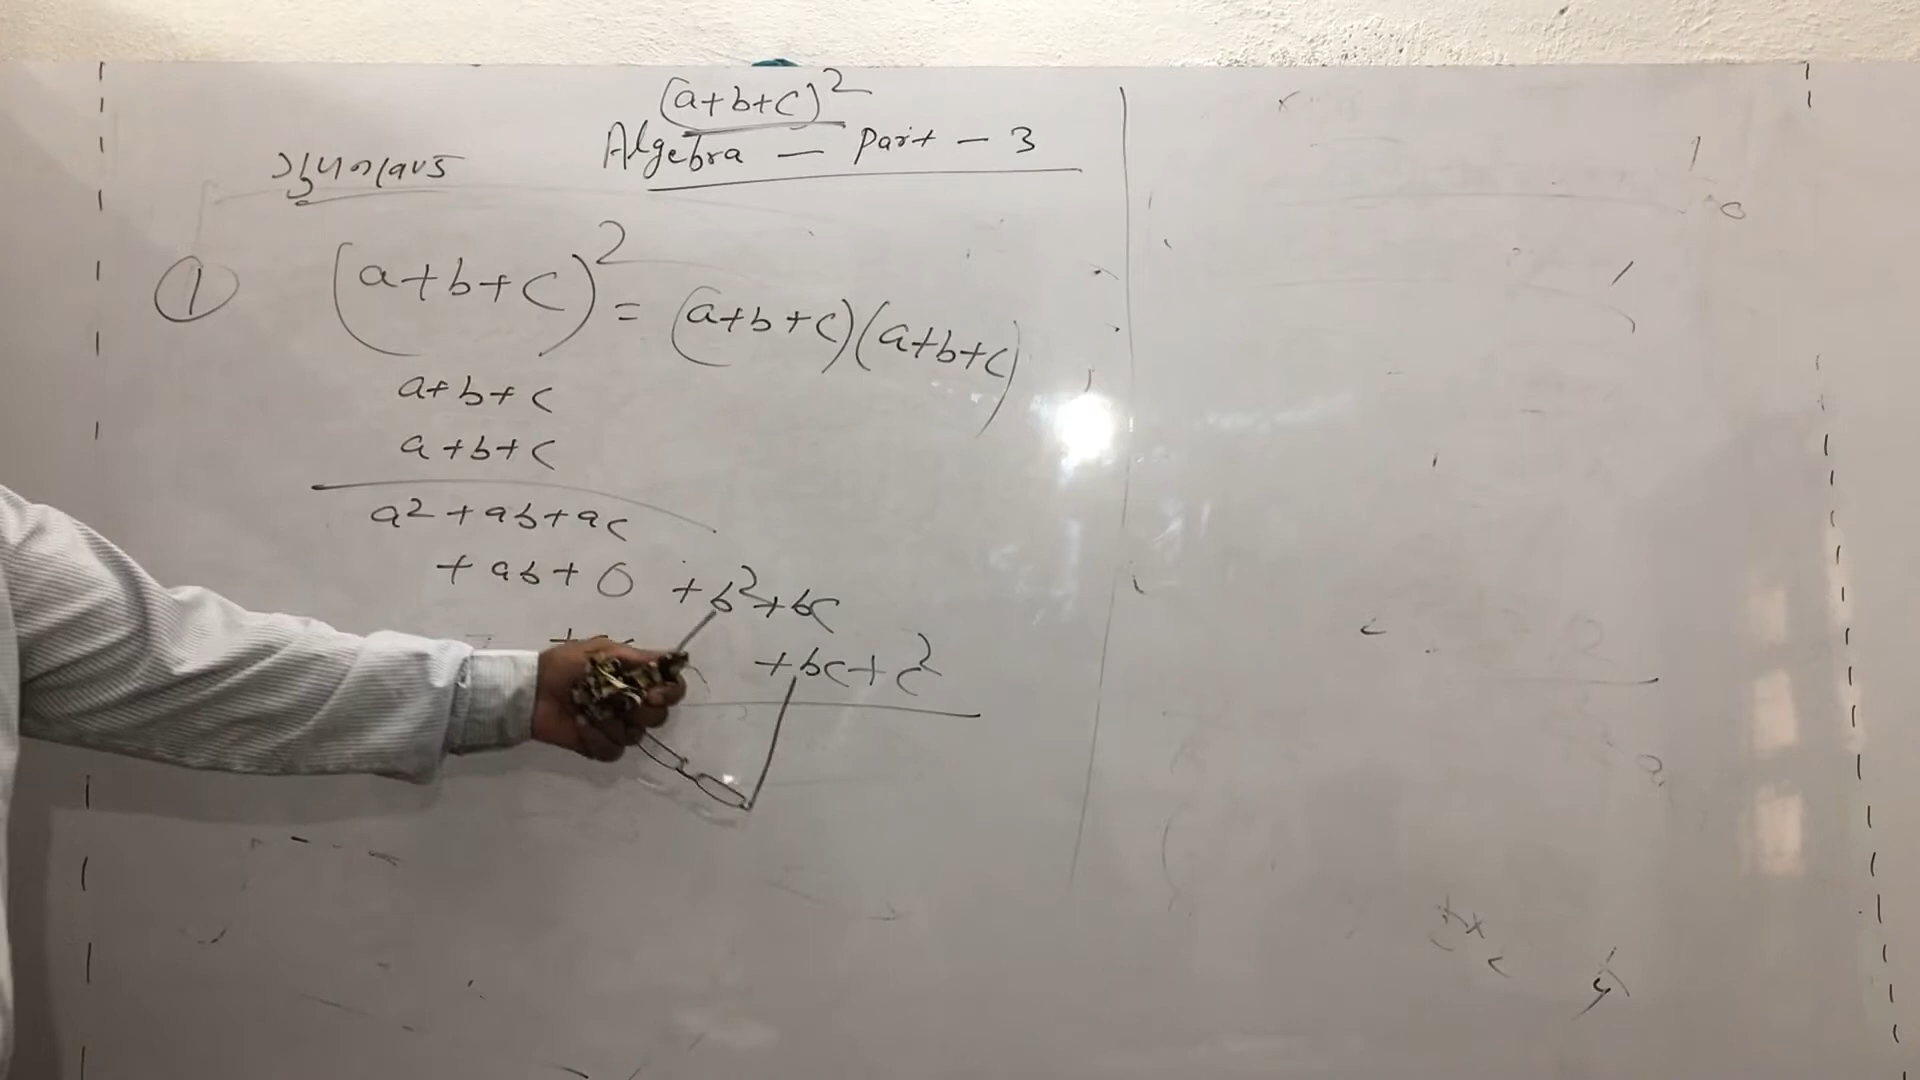 (a+b+c)²
Algebra — Part - 3
① (a+b+c)² = (a+b+c)(a+b+c)
a+b+c
a+b+c
a²+ab+ac
+ab+0 +b²+bc
+bc+c²